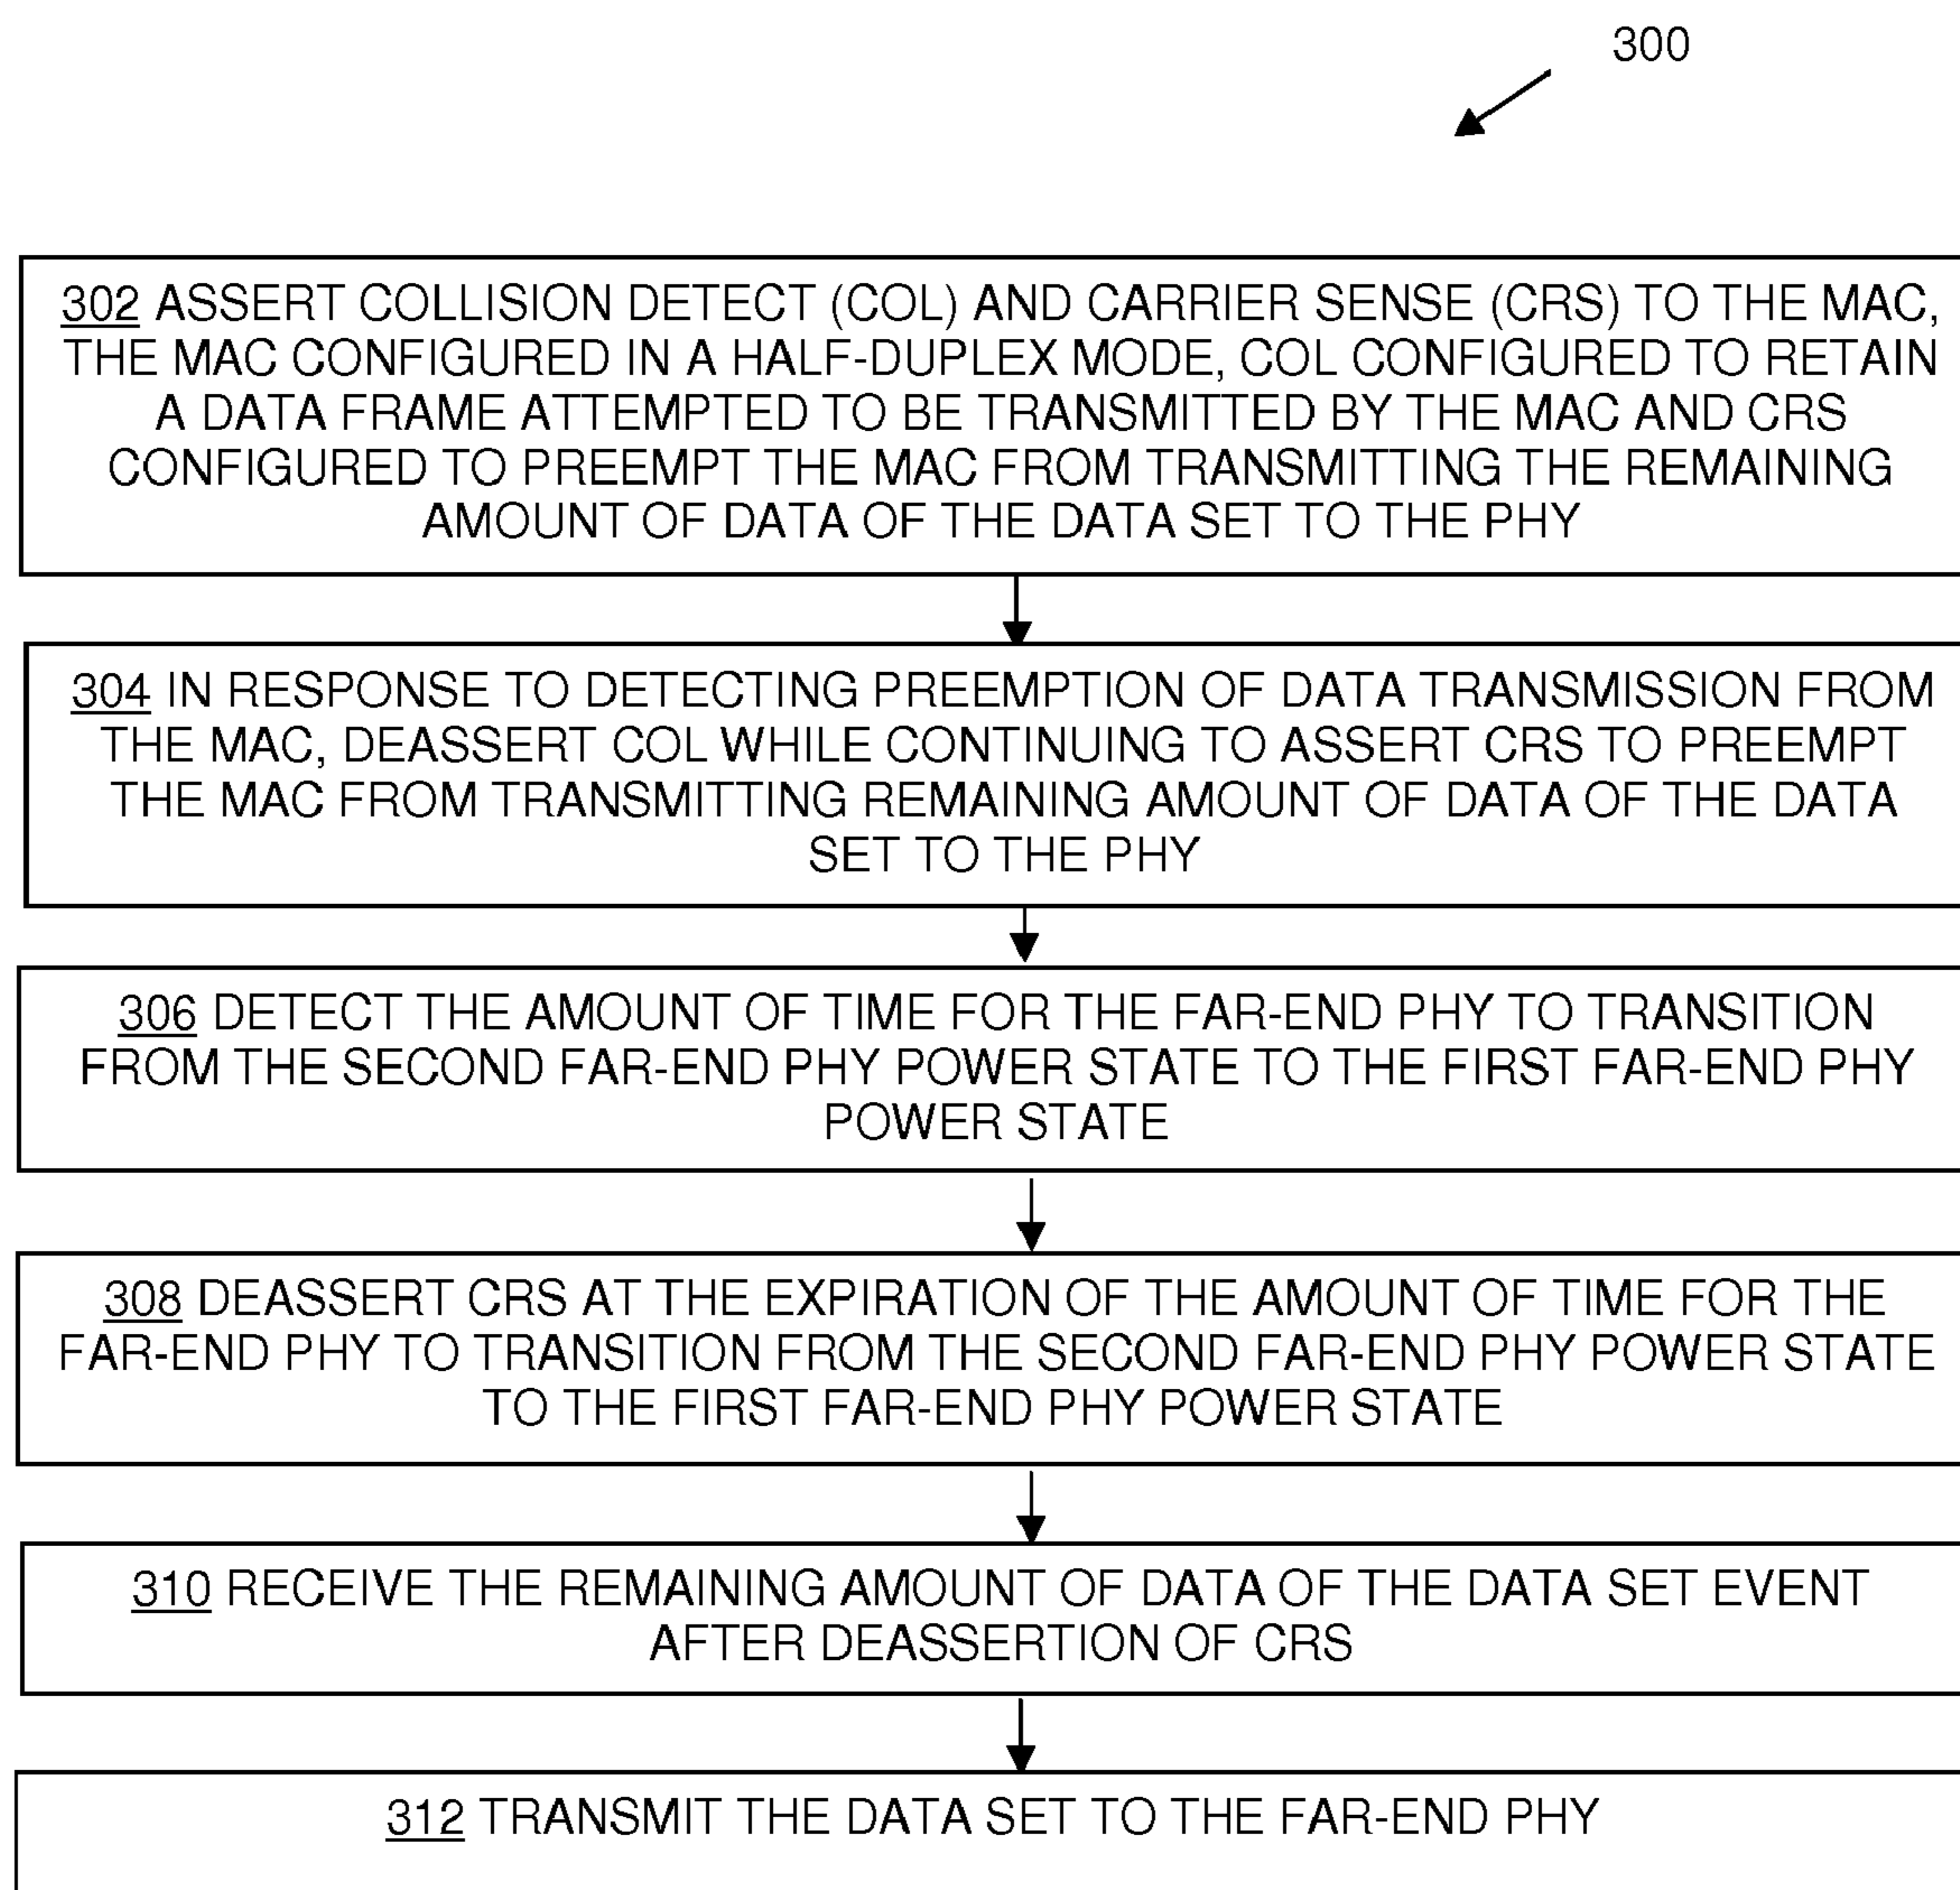 300
302 ASSERT COLLISION DETECT (COL) AND CARRIER SENSE (CRS) TO THE MAC,
THE MAC CONFIGURED IN A HALF-DUPLEX MODE, COL CONFIGURED TO RETAIN
A DATA FRAME ATTEMPTED TO BE TRANSMITTED BY THE MAC AND CRS
CONFIGURED TO PREEMPT THE MAC FROM TRANSMITTING THE REMAINING
AMOUNT OF DATA OF THE DATA SET TO THE PHY
304 IN RESPONSE TO DETECTING PREEMPTION OF DATA TRANSMISSION FROM
THE MAC, DEASSERT COL WHILE CONTINUING TO ASSERT CRS TO PREEMPT
THE MAC FROM TRANSMITTING REMAINING AMOUNT OF DATA OF THE DATA
SET TO THE PHY
306 DETECT THE AMOUNT OF TIME FOR THE FAR-END PHY TO TRANSITION
FROM THE SECOND FAR-END PHY POWER STATE TO THE FIRST FAR-END PHY
POWER STATE
308 DEASSERT CRS AT THE EXPIRATION OF THE AMOUNT OF TIME FOR THE
FAR-END PHY TO TRANSITION FROM THE SECOND FAR-END PHY POWER STATE
TO THE FIRST FAR-END PHY POWER STATE
310 RECEIVE THE REMAINING AMOUNT OF DATA OF THE DATA SET EVENT
AFTER DEASSERTION OF CRS
312 TRANSMIT THE DATA SET TO THE FAR-END PHY